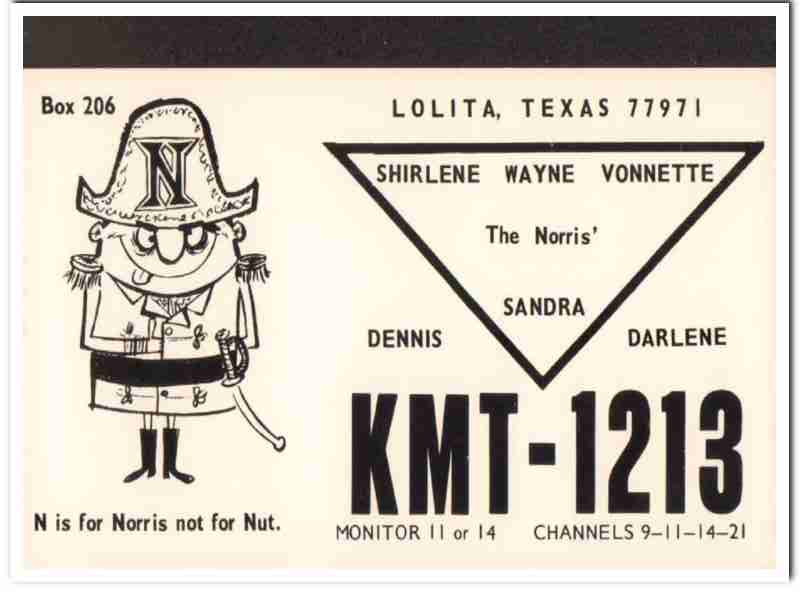 Box 206
LOLITA, TEXAS 77971
N
SHIRLENE WAYNE VONNETTE
The Norris'
SANDRA
DENNIS
DARLENE
KMT-1213
N is for Norris not for Nut.
MONITOR 11 or 14 CHANNELS 9-11-14-21